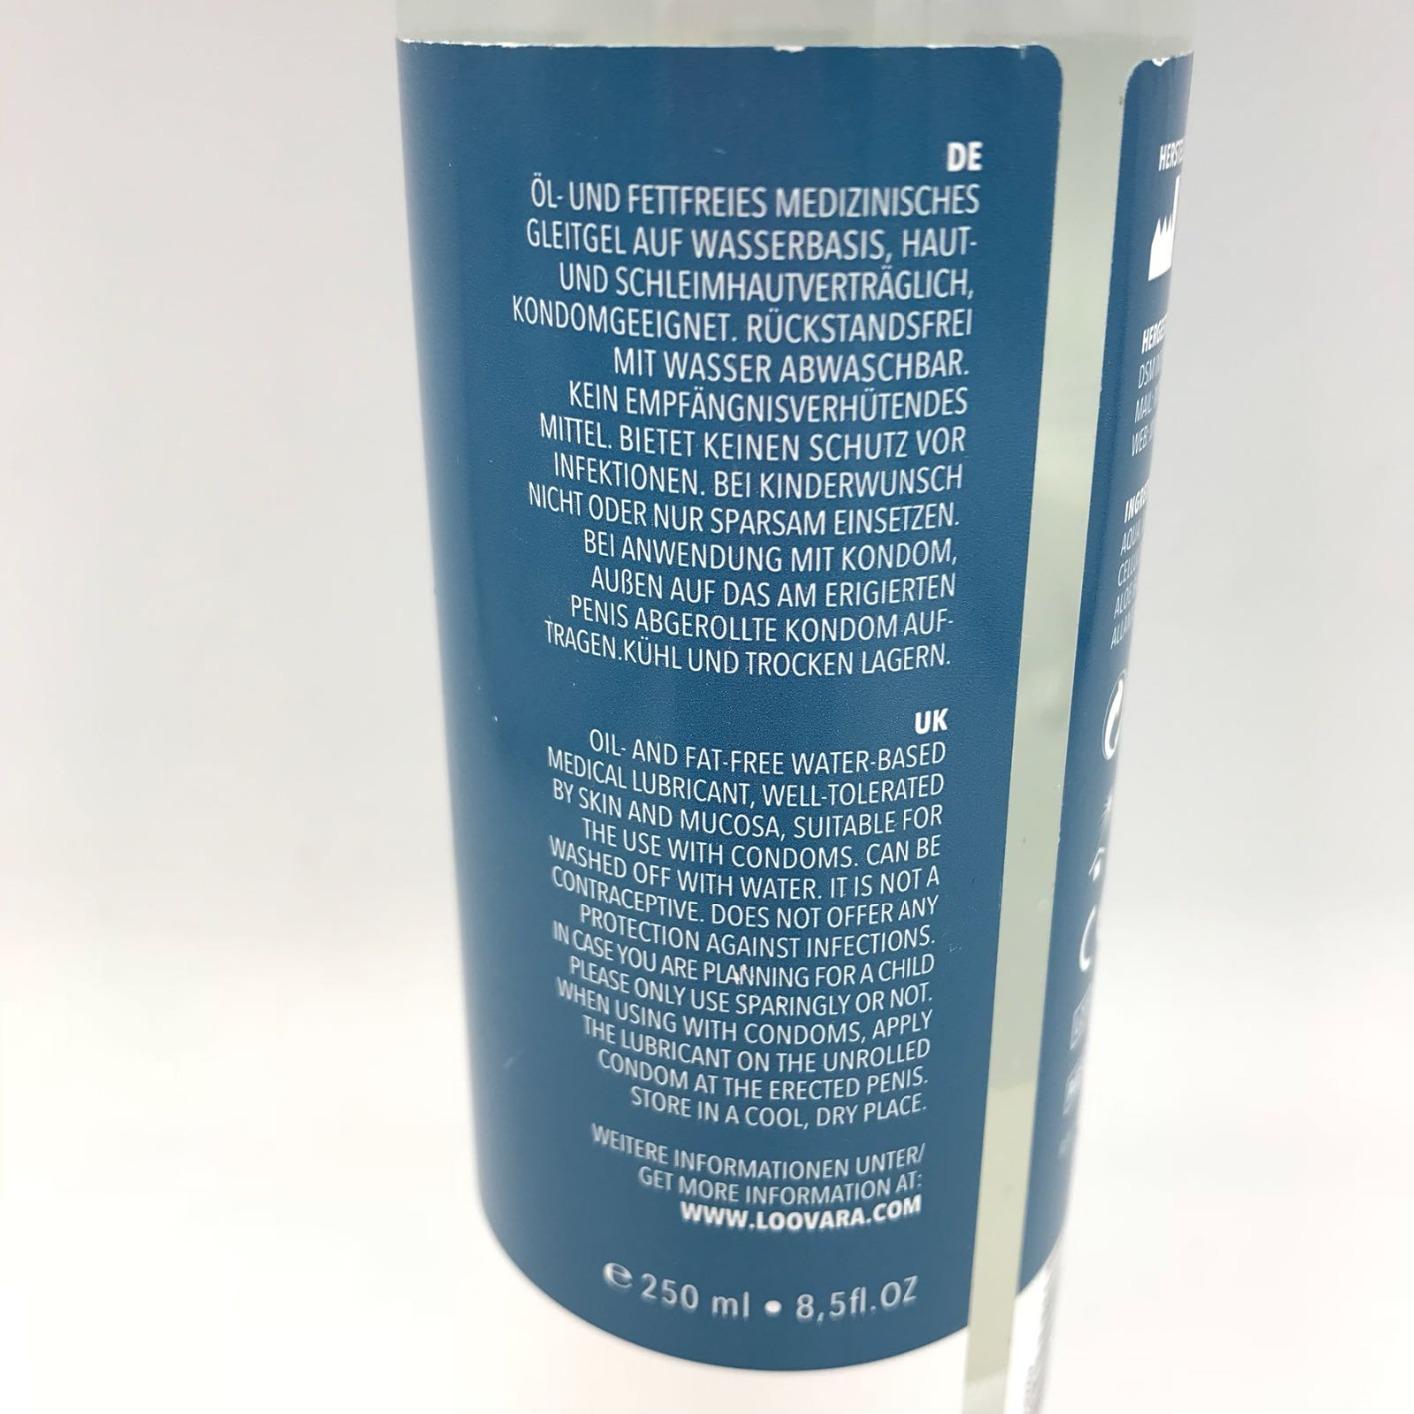 DE
ÖL- UND FETTFREIES MEDIZINISCHES
GLEITGEL AUF WASSERBASIS, HAUT-
UND SCHLEIMHAUTVERTRÄGLICH,
KONDOMGEEIGNET. RÜCKSTANDSFREI
MIT WASSER ABWASCHBAR.
KEIN EMPFÄNGNISVERHÜTENDES
MITTEL. BIETET KEINEN SCHUTZ VOR
INFEKTIONEN. BEI KINDERWUNSCH
NICHT ODER NUR SPARSAM EINSETZEN.
BEI ANWENDUNG MIT KONDOM,
AUßEN AUF DAS AM ERIGIERTEN
PENIS ABGEROLLTE KONDOM AUF-
TRAGEN.KÜHL UND TROCKEN LAGERN.
UK
OIL- AND FAT-FREE WATER-BASED
MEDICAL LUBRICANT, WELL-TOLERATED
BY SKIN AND MUCOSA, SUITABLE FOR
THE USE WITH CONDOMS. CAN BE
WASHED OFF WITH WATER. IT IS NOT A
CONTRACEPTIVE. DOES NOT OFFER ANY
PROTECTION AGAINST INFECTIONS.
IN CASE YOU ARE PLANNING FOR A CHILD
PLEASE ONLY USE SPARINGLY OR NOT.
WHEN USING WITH CONDOMS, APPLY
THE LUBRICANT ON THE UNROLLED
CONDOM AT THE ERECTED PENIS.
STORE IN A COOL, DRY PLACE.
WEITERE INFORMATIONEN UNTER/
GET MORE INFORMATION AT:
WWW.LOOVARA.COM
℮ 250 ml • 8,5fl.OZ